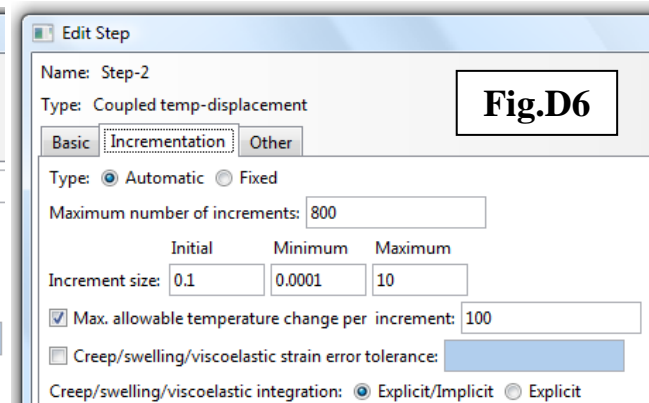 Edit Step
Name: Step-2
Fig.D6
Type: Coupled temp-displacement
Basic Incrementation Other
Type: Automatic Fixed
Maximum number of increments: 800
Initial Minimum Maximum
Increment size: 0.1 0.0001 10
Max. allowable temperature change per increment: 100
Creep/swelling/viscoelastic strain error tolerance:
Creep/swelling/viscoelastic integration: Explicit/Implicit Explicit